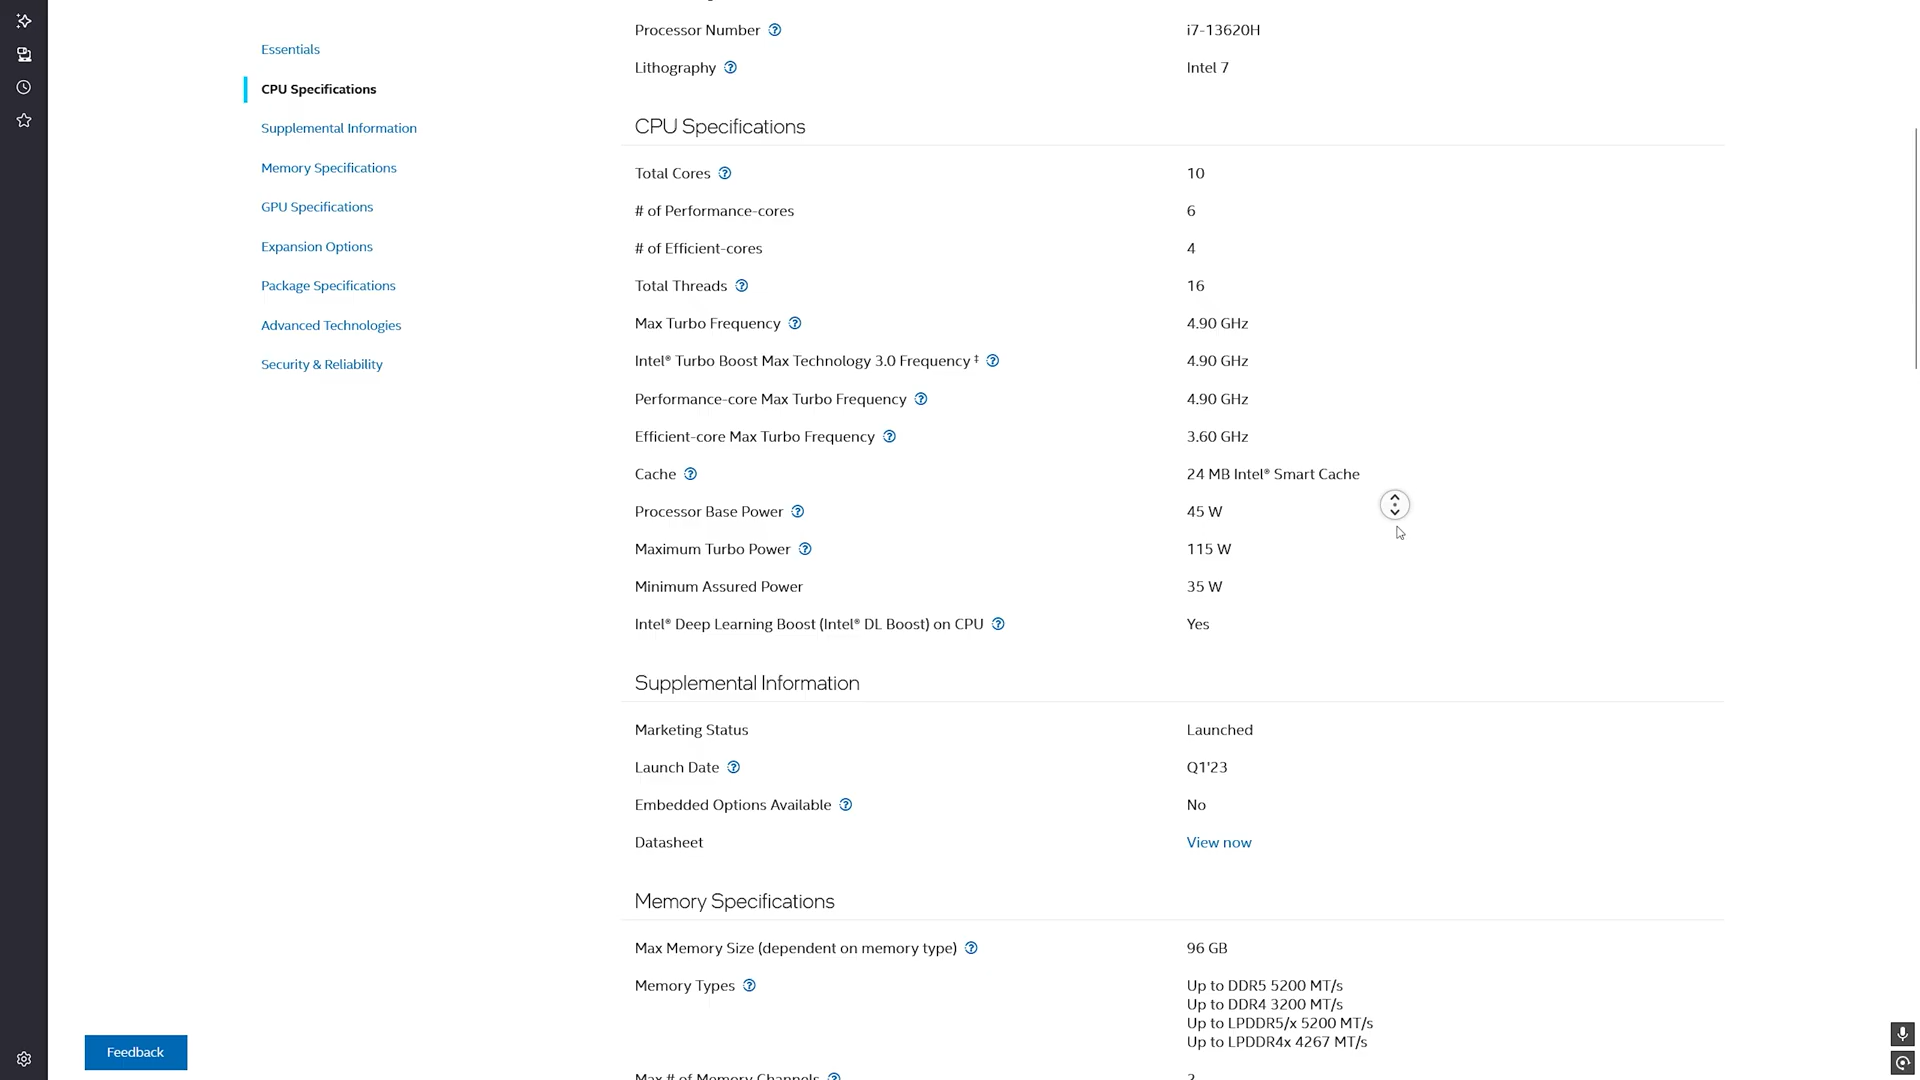 Essentials
CPU Specifications
Supplemental Information
Memory Specifications
GPU Specifications
Expansion Options
Package Specifications
Advanced Technologies
Security & Reliability
Feedback
Processor Number i7-13620H
Lithography Intel 7
CPU Specifications
Total Cores 10
# of Performance-cores 6
# of Efficient-cores 4
Total Threads 16
Max Turbo Frequency 4.90 GHz
Intel® Turbo Boost Max Technology 3.0 Frequency ‡ 4.90 GHz
Performance-core Max Turbo Frequency 4.90 GHz
Efficient-core Max Turbo Frequency 3.60 GHz
Cache 24 MB Intel® Smart Cache
Processor Base Power 45 W
Maximum Turbo Power 115 W
Minimum Assured Power 35 W
Intel® Deep Learning Boost (Intel® DL Boost) on CPU Yes
Supplemental Information
Marketing Status Launched
Launch Date Q1'23
Embedded Options Available No
Datasheet View now
Memory Specifications
Max Memory Size (dependent on memory type) 96 GB
Memory Types Up to DDR5 5200 MT/s
Up to DDR4 3200 MT/s
Up to LPDDR5/x 5200 MT/s
Up to LPDDR4x 4267 MT/s
Max # of Memory Channels 2